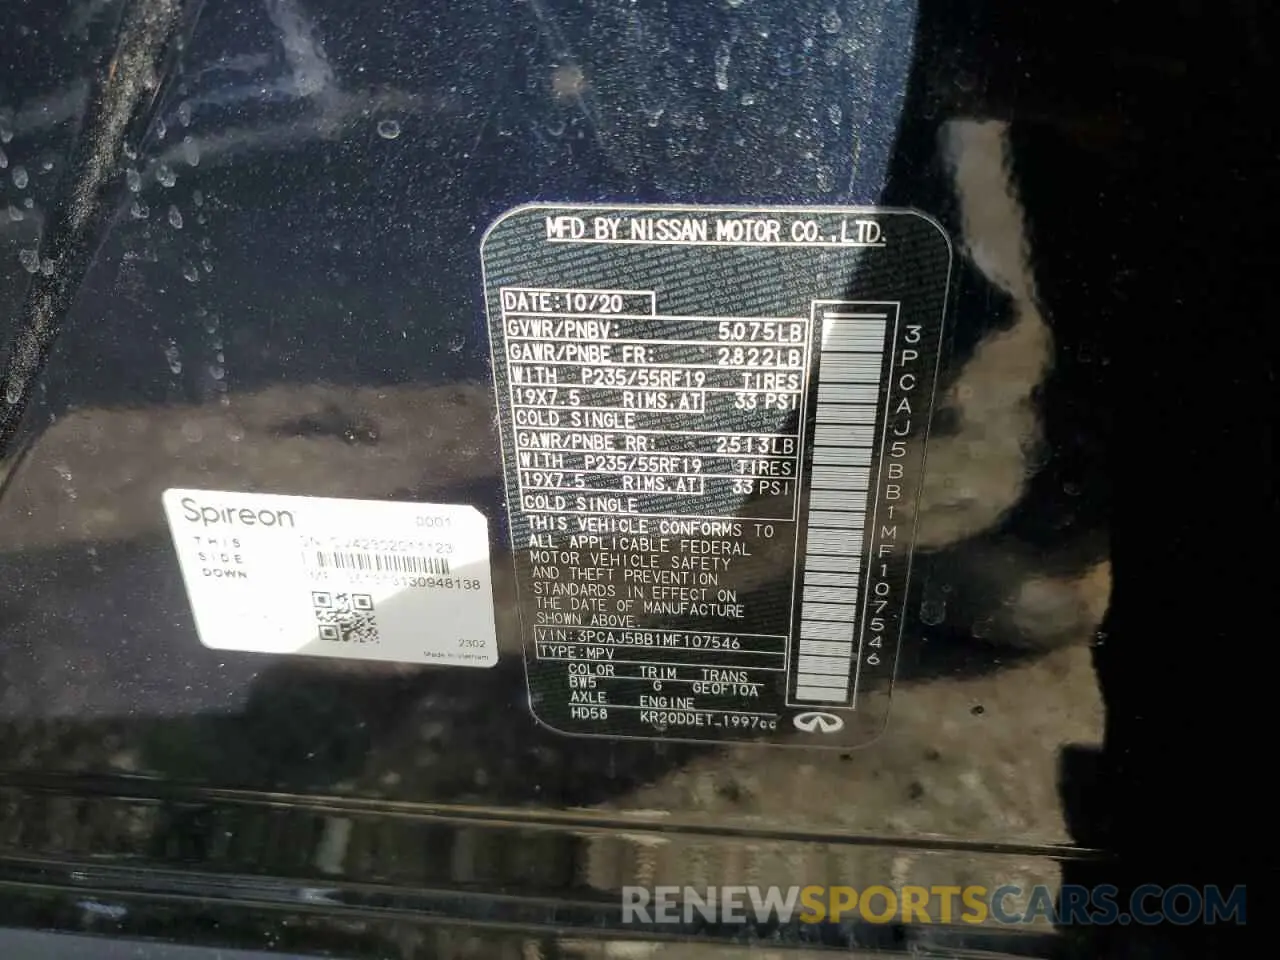 MFD BY NISSAN MOTOR CO.,LTD.
DATE:10/20
GVWR/PNBV: 5,075LB
GAWR/PNBE FR: 2,822LB
WITH P235/55RF19 TIRES
19X7.5 RIMS.AT 33 PSI
COLD SINGLE
GAWR/PNBE RR: 2,513LB
WITH P235/55RF19 TIRES
19X7.5 RIMS.AT 33 PSI
COLD SINGLE
THIS VEHICLE CONFORMS TO
ALL APPLICABLE FEDERAL
MOTOR VEHICLE SAFETY
AND THEFT PREVENTION
STANDARDS IN EFFECT ON
THE DATE OF MANUFACTURE
SHOWN ABOVE.
VIN:3PCAJ5BB1MF107546
TYPE:MPV
COLOR TRIM TRANS
BW5 G GE0F10A
AXLE ENGINE
HD58 KR20DDET_1997cc
3PCAJ5BB1MF107546
Spireon 0001
THIS
SIDE
DOWN
2302
Made in Vietnam
RENEWSPORTSCARS.COM